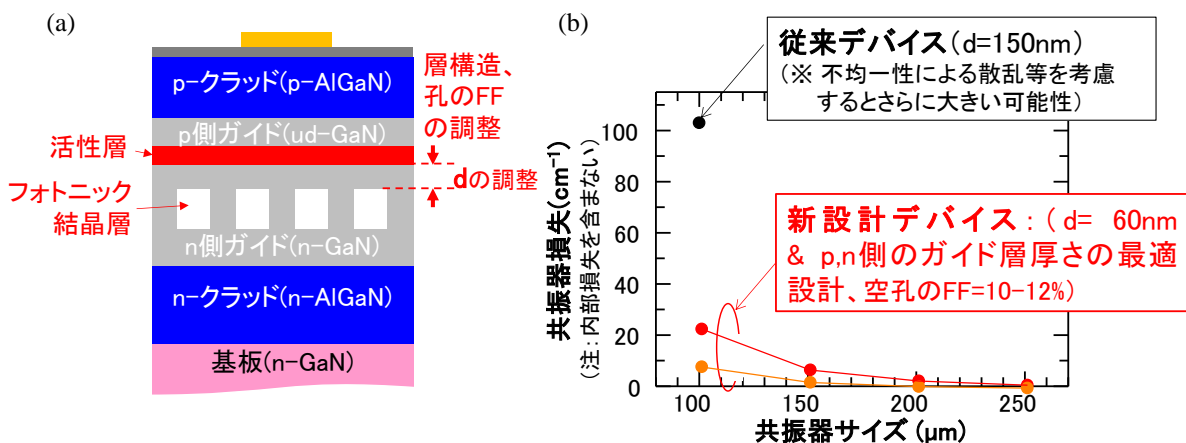 (a)
p-クラッド(p-AlGaN)
p側ガイド(ud-GaN)
活性層
フォトニック
結晶層
n側ガイド(n-GaN)
n-クラッド(n-AlGaN)
基板(n-GaN)
層構造、
孔のFF
の調整
dの調整
(b)
従来デバイス(d=150nm)
(※ 不均一性による散乱等を考慮
するとさらに大きい可能性)
新設計デバイス:( d= 60nm
& p,n側のガイド層厚さの最適
設計、空孔のFF=10-12%)
共振器損失(cm⁻¹)
(注:内部損失を含まない)
100
80
60
40
20
0
100
150
200
250
共振器サイズ (μm)